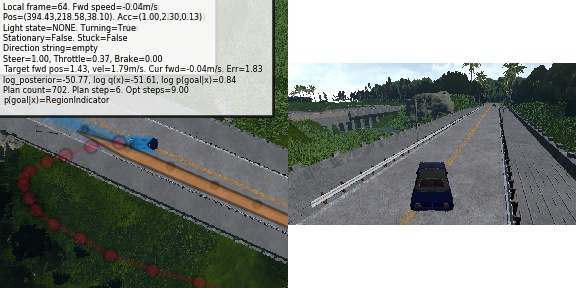 Local frame=64. Fwd speed=-0.04m/s
Pos=(394.43,218.58,38.10). Acc=(1.00,2.30,0.13)
Light state=NONE. Turning=True
Stationary=False. Stuck=False
Direction string=empty
Steer=1.00, Throttle=0.37, Brake=0.00
Target fwd pos=1.43, vel=1.79m/s. Cur fwd=-0.04m/s. Err=1.83
log_posterior=-50.77, log q(x)=-51.61, log p(goal|x)=0.84
Plan count=702. Plan step=6. Opt steps=9.00
p(goal|x)=RegionIndicator